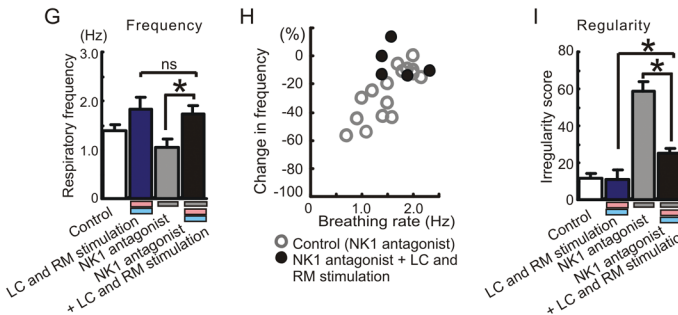 G Frequency
(Hz)
3.0
2.0
1.0
0
Respiratory frequency
ns
*
Control
LC and RM stimulation
NK1 antagonist
NK1 antagonist
+ LC and RM stimulation
H
(%)
20
0
-20
-40
-60
-80
-100
Change in frequency
0 1.0 2.0
Breathing rate (Hz)
Control (NK1 antagonist)
NK1 antagonist + LC and
RM stimulation
I Regularity
80
60
40
20
0
Irregularity score
*
*
Control
LC and RM stimulation
NK1 antagonist
NK1 antagonist
+ LC and RM stimulation